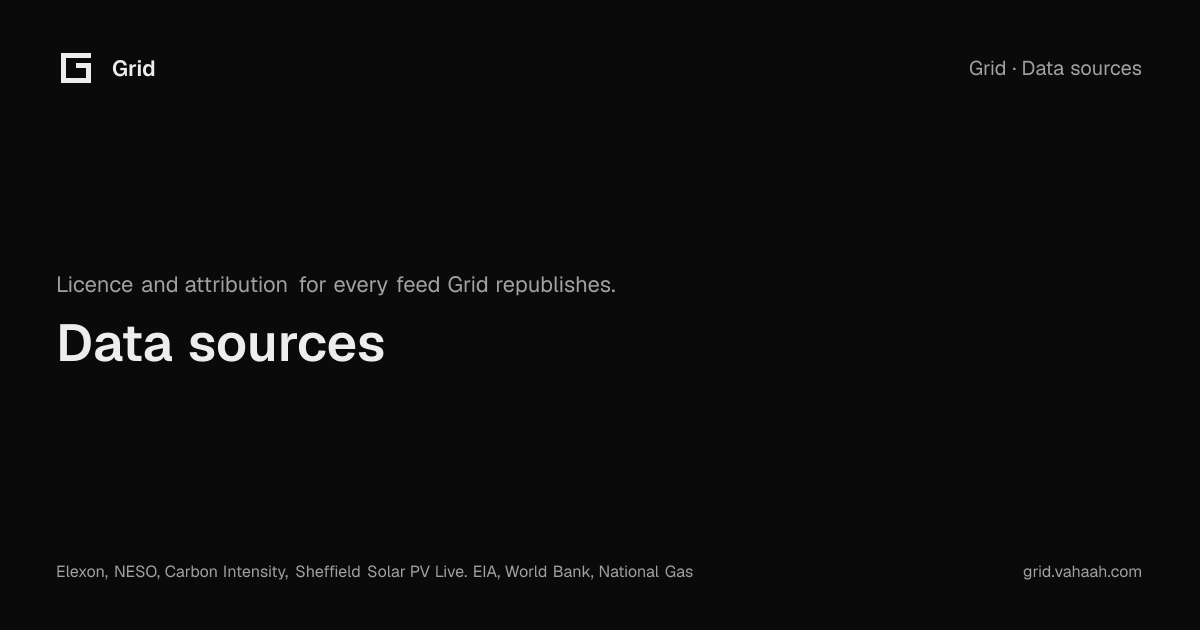 Grid
Grid · Data sources
Licence and attribution for every feed Grid republishes.
Data sources
Elexon, NESO, Carbon Intensity, Sheffield Solar PV Live. EIA, World Bank, National Gas
grid.vahaah.com